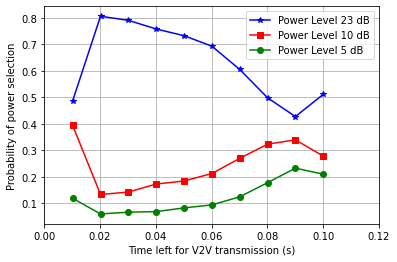 Power Level 23 dB
Power Level 10 dB
Power Level 5 dB
Probability of power selection
0.8
0.7
0.6
0.5
0.4
0.3
0.2
0.1
0.00 0.02 0.04 0.06 0.08 0.10 0.12
Time left for V2V transmission (s)